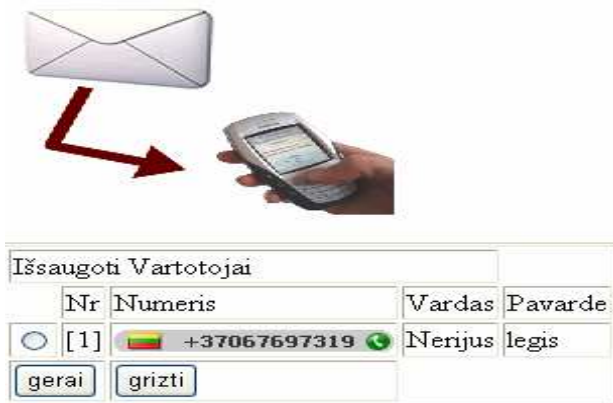 Išsaugoti Vartotojai
Nr Numeris Vardas Pavarde
[1] +37067697319 Nerijus legis
gerai grizti